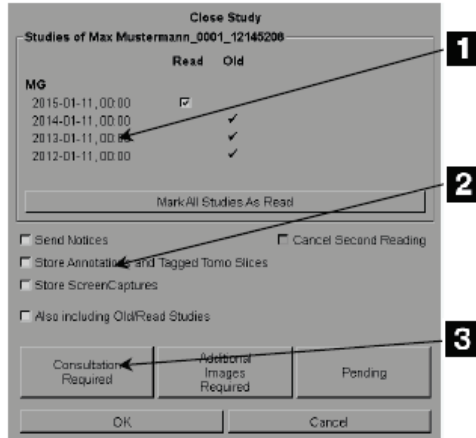 Close Study
Studies of Max Mustermann_0001_12145208
Read Old
MG
2015-01-11, 00:00
2014-01-11, 00:00
2013-01-11, 00:00
2012-01-11, 00:00
Mark All Studies As Read
Send Notices
Cancel Second Reading
Store Annotations and Tagged Tomo Slices
Store ScreenCaptures
Also including Old/Read Studies
Consultation
Required
Additional
Images
Required
Pending
OK
Cancel
1
2
3